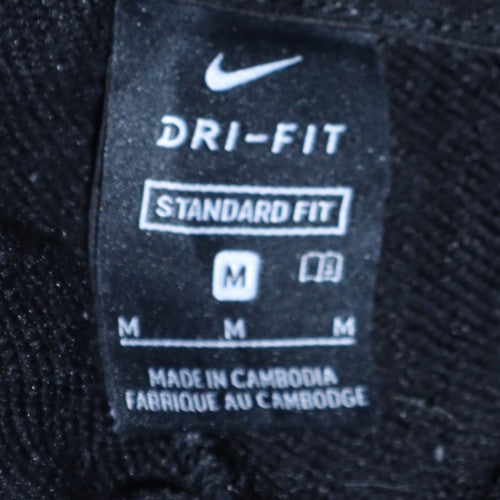 DRI-FIT
STANDARD FIT
M
M M M
MADE IN CAMBODIA
FABRIQUE AU CAMBODGE